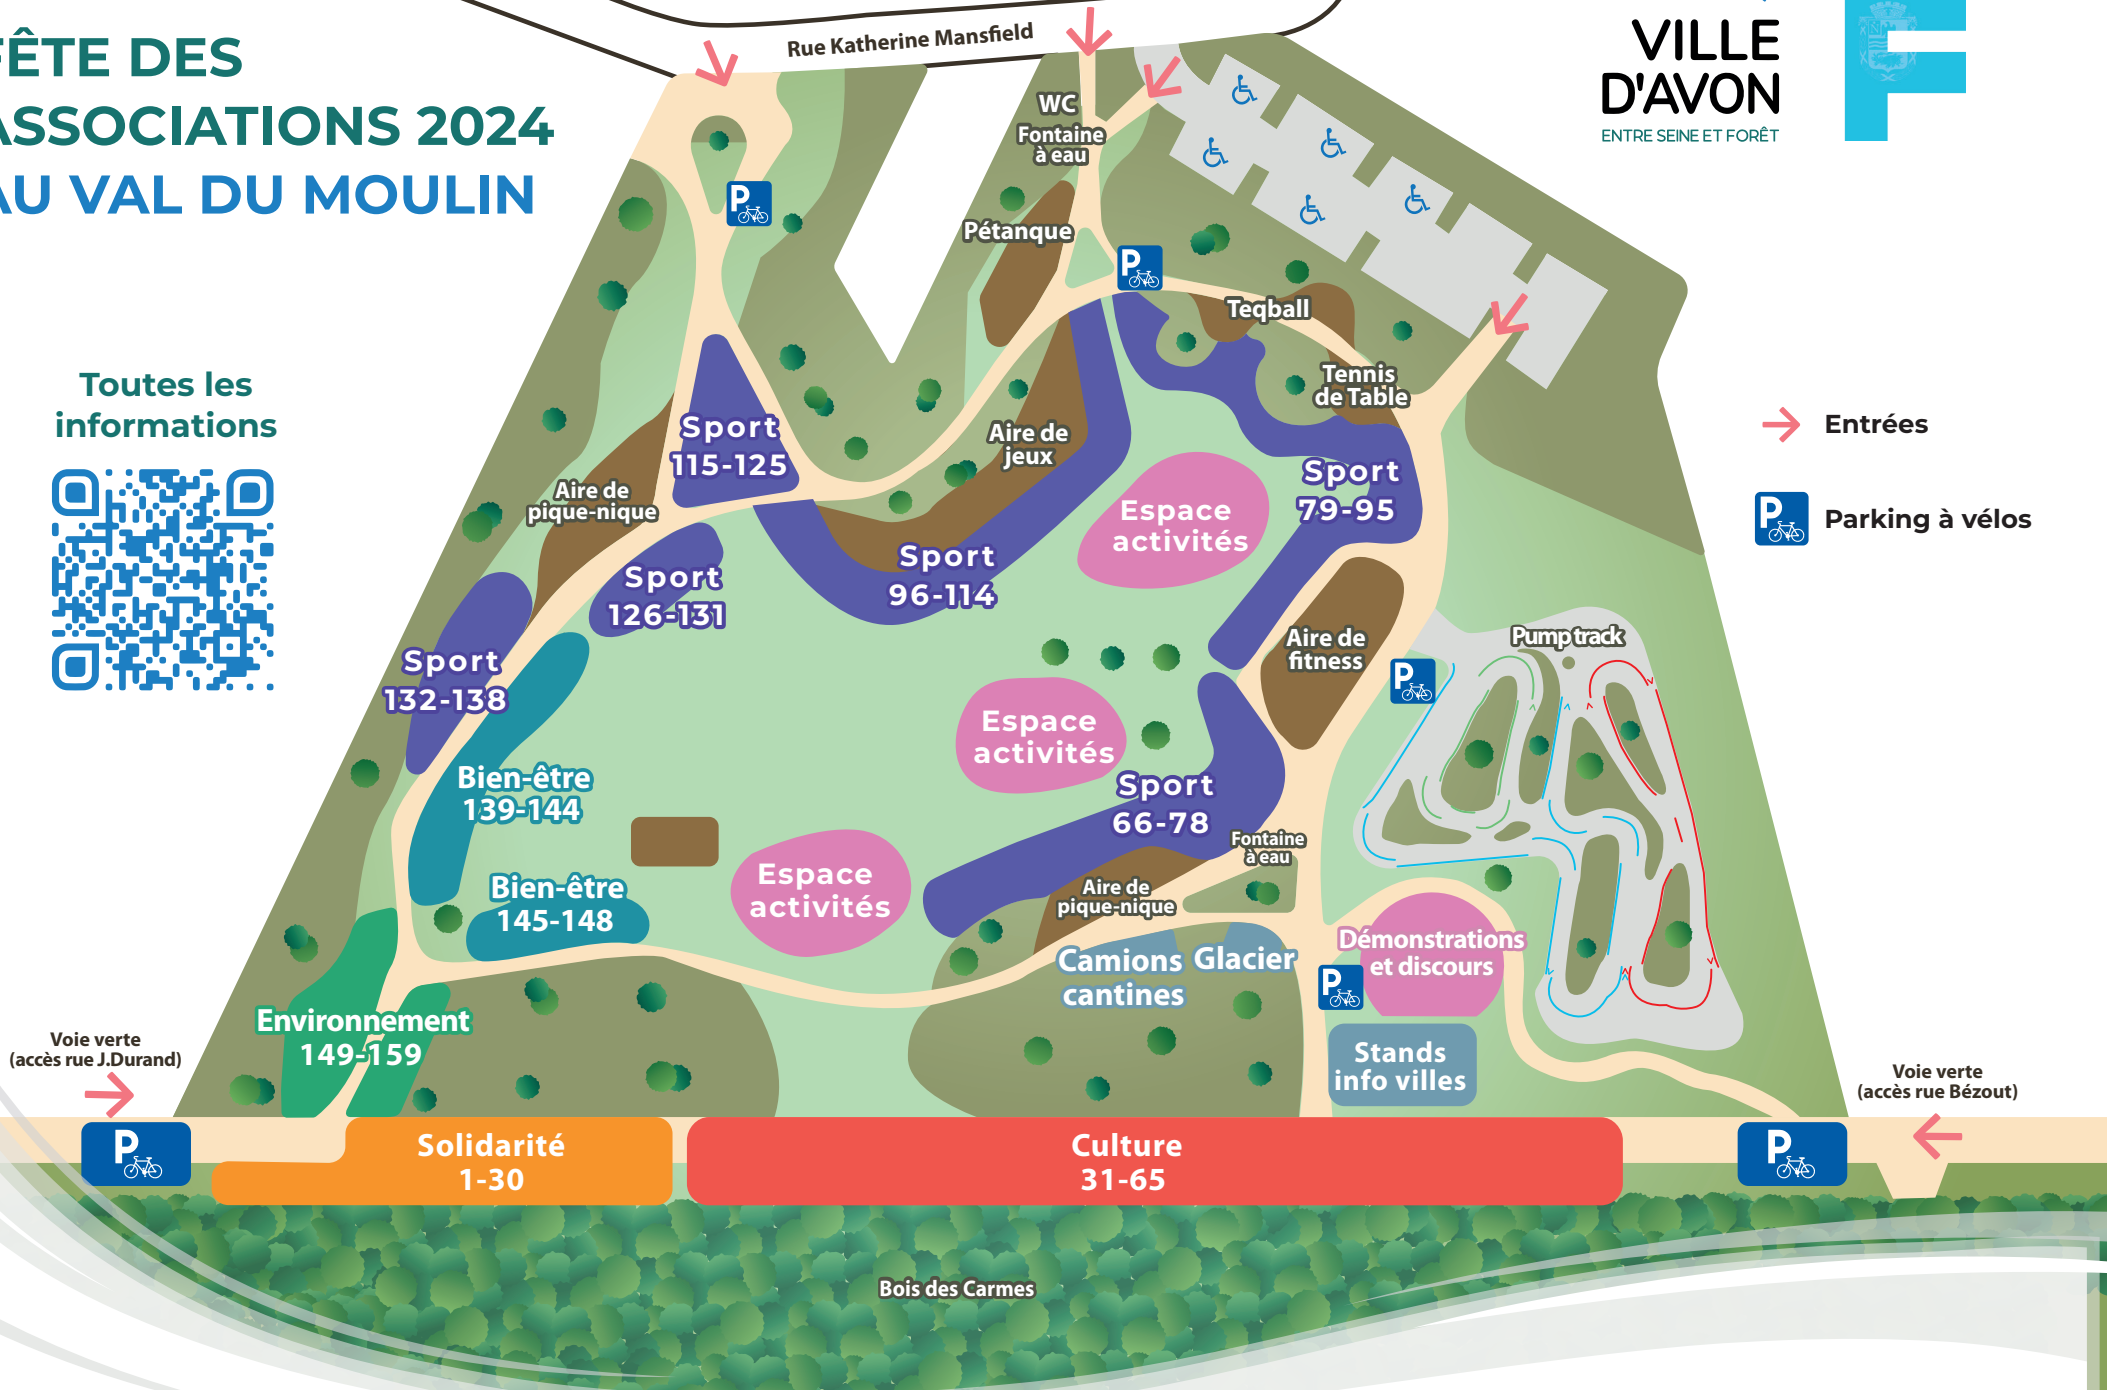 FÊTE DES
ASSOCIATIONS 2024
AU VAL DU MOULIN
Rue Katherine Mansfield
VILLE
D'AVON
ENTRE SEINE ET FORÊT
F
Toutes les
informations
WC
Fontaine
à eau
Pétanque
P
P
Teqball
Tennis
de Table
Entrées
P
Parking à vélos
Sport
115-125
Aire de
jeux
Aire de
pique-nique
Sport
79-95
Espace
activités
Sport
96-114
Sport
126-131
Sport
132-138
Aire de
fitness
Pumptrack
P
Espace
activités
Bien-être
139-144
Sport
66-78
Fontaine
à eau
Espace
activités
Bien-être
145-148
Aire de
pique-nique
Camions
cantines
Glacier
Démonstrations
et discours
P
Environnement
149-159
Stands
info villes
Voie verte
(accès rue J.Durand)
Voie verte
(accès rue Bézout)
P
Solidarité
1-30
Culture
31-65
P
Bois des Carmes